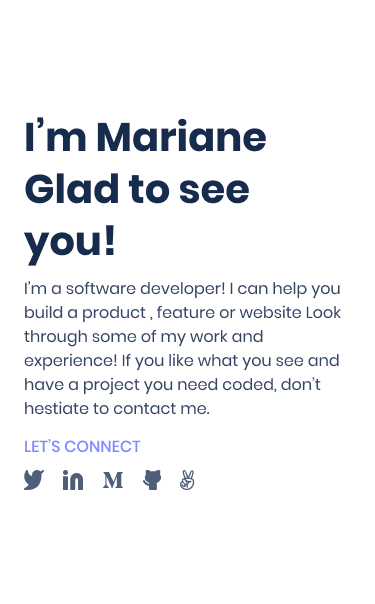 I’m Mariane
Glad to see
you!
I’m a software developer! I can help you
build a product , feature or website Look
through some of my work and
experience! If you like what you see and
have a project you need coded, don’t
hestiate to contact me.
LET’S CONNECT